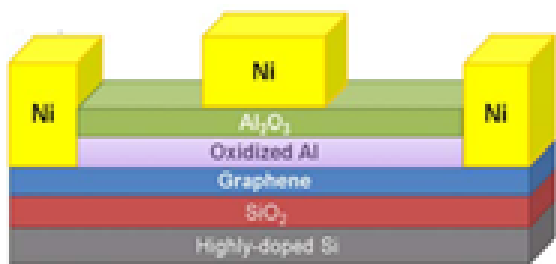 Ni
Ni
Ni
Al₂O₃
Oxidized Al
Graphene
SiO₂
Highly-doped Si